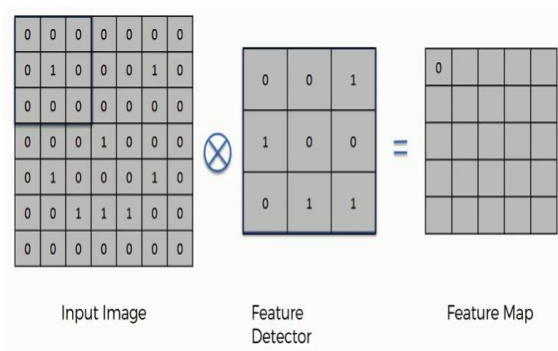 0 0 0 0 0 0 0
0 1 0 0 0 1 0
0 0 0 0 0 0 0
0 0 0 1 0 0 0
0 1 0 0 0 1 0
0 0 1 1 1 0 0
0 0 0 0 0 0 0
0 0 1
1 0 0
0 1 1
=
0
Input Image
Feature
Detector
Feature Map